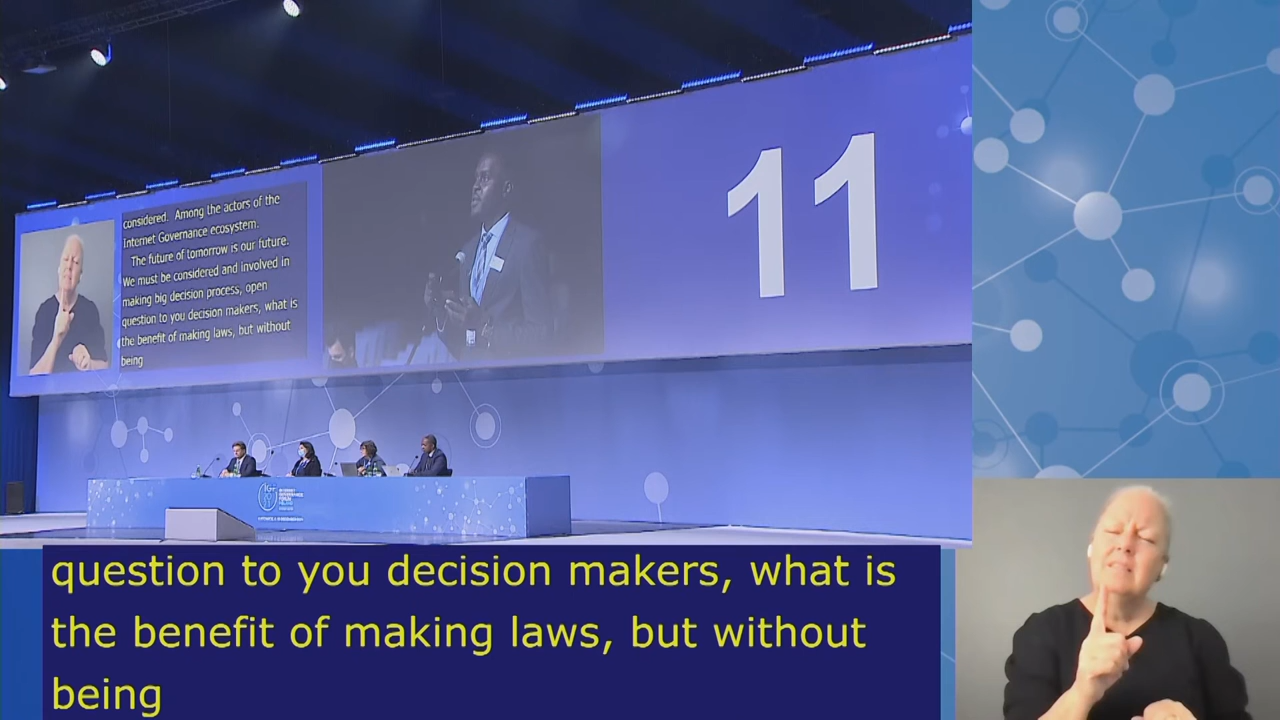 considered. Among the actors of the
Internet Governance ecosystem.
The future of tomorrow is our future.
We must be considered and involved in
making big decision process, open
question to you decision makers, what is
the benefit of making laws, but without
being
11
question to you decision makers, what is
the benefit of making laws, but without
being